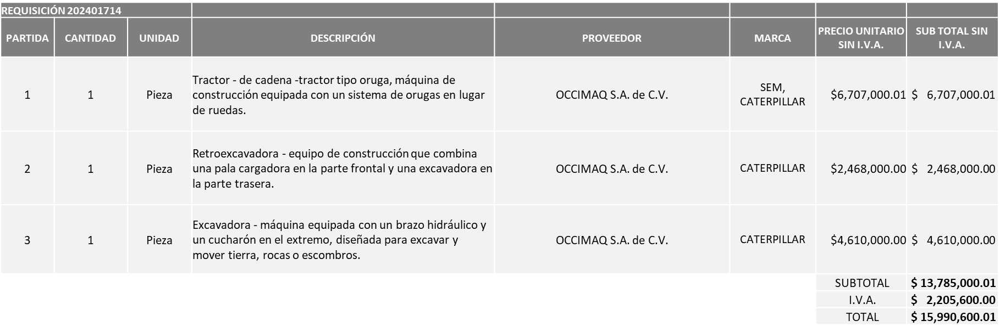 REQUISICIÓN 202401714
PARTIDA CANTIDAD UNIDAD DESCRIPCIÓN PROVEEDOR MARCA PRECIO UNITARIO SIN I.V.A. SUB TOTAL SIN I.V.A.
1 1 Pieza
Tractor - de cadena -tractor tipo oruga, máquina de
construcción equipada con un sistema de orugas en lugar
de ruedas.
OCCIMAQ S.A. de C.V.
SEM,
CATERPILLAR
$6,707,000.01 $ 6,707,000.01
2 1 Pieza
Retroexcavadora - equipo de construcción que combina
una pala cargadora en la parte frontal y una excavadora en
la parte trasera.
OCCIMAQ S.A. de C.V.
CATERPILLAR
$2,468,000.00 $ 2,468,000.00
3 1 Pieza
Excavadora - máquina equipada con un brazo hidráulico y
un cucharón en el extremo, diseñada para excavar y
mover tierra, rocas o escombros.
OCCIMAQ S.A. de C.V.
CATERPILLAR
$4,610,000.00 $ 4,610,000.00
SUBTOTAL $ 13,785,000.01
I.V.A. $ 2,205,600.00
TOTAL $ 15,990,600.01